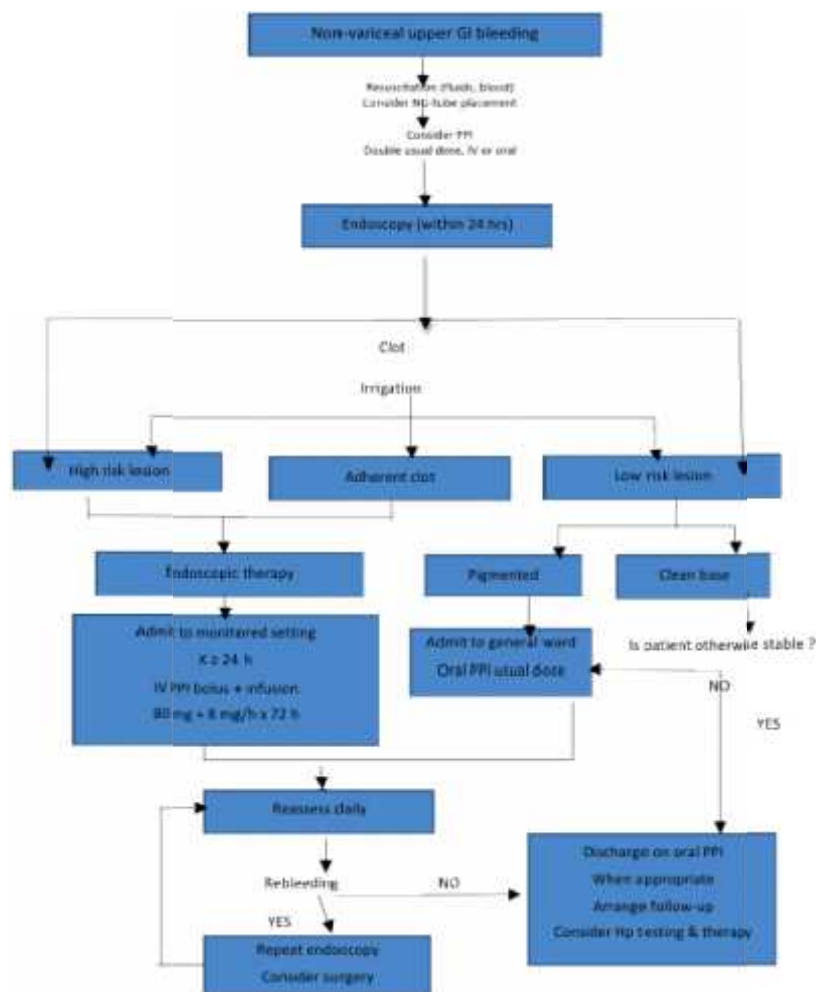 Non-variceal upper GI bleeding
Resuscitation (Fluids, blood)
Consider NG-tube placement
Consider PPI
Double usual dose, IV or oral
Endoscopy (within 24 hrs)
Clot
Irrigation
High risk lesion
Adherent clot
Low risk lesion
Endoscopic therapy
Pigmented
Clean base
Admit to monitored setting
X ≥ 24 h
IV PPI bolus + infusion
80 mg + 8 mg/h x 72 h
Admit to general ward
Oral PPI usual dose
Is patient otherwise stable ?
NO
YES
Reassess daily
Rebleeding
NO
YES
Repeat endoscopy
Consider surgery
Discharge on oral PPI
When appropriate
Arrange follow-up
Consider Hp testing & therapy